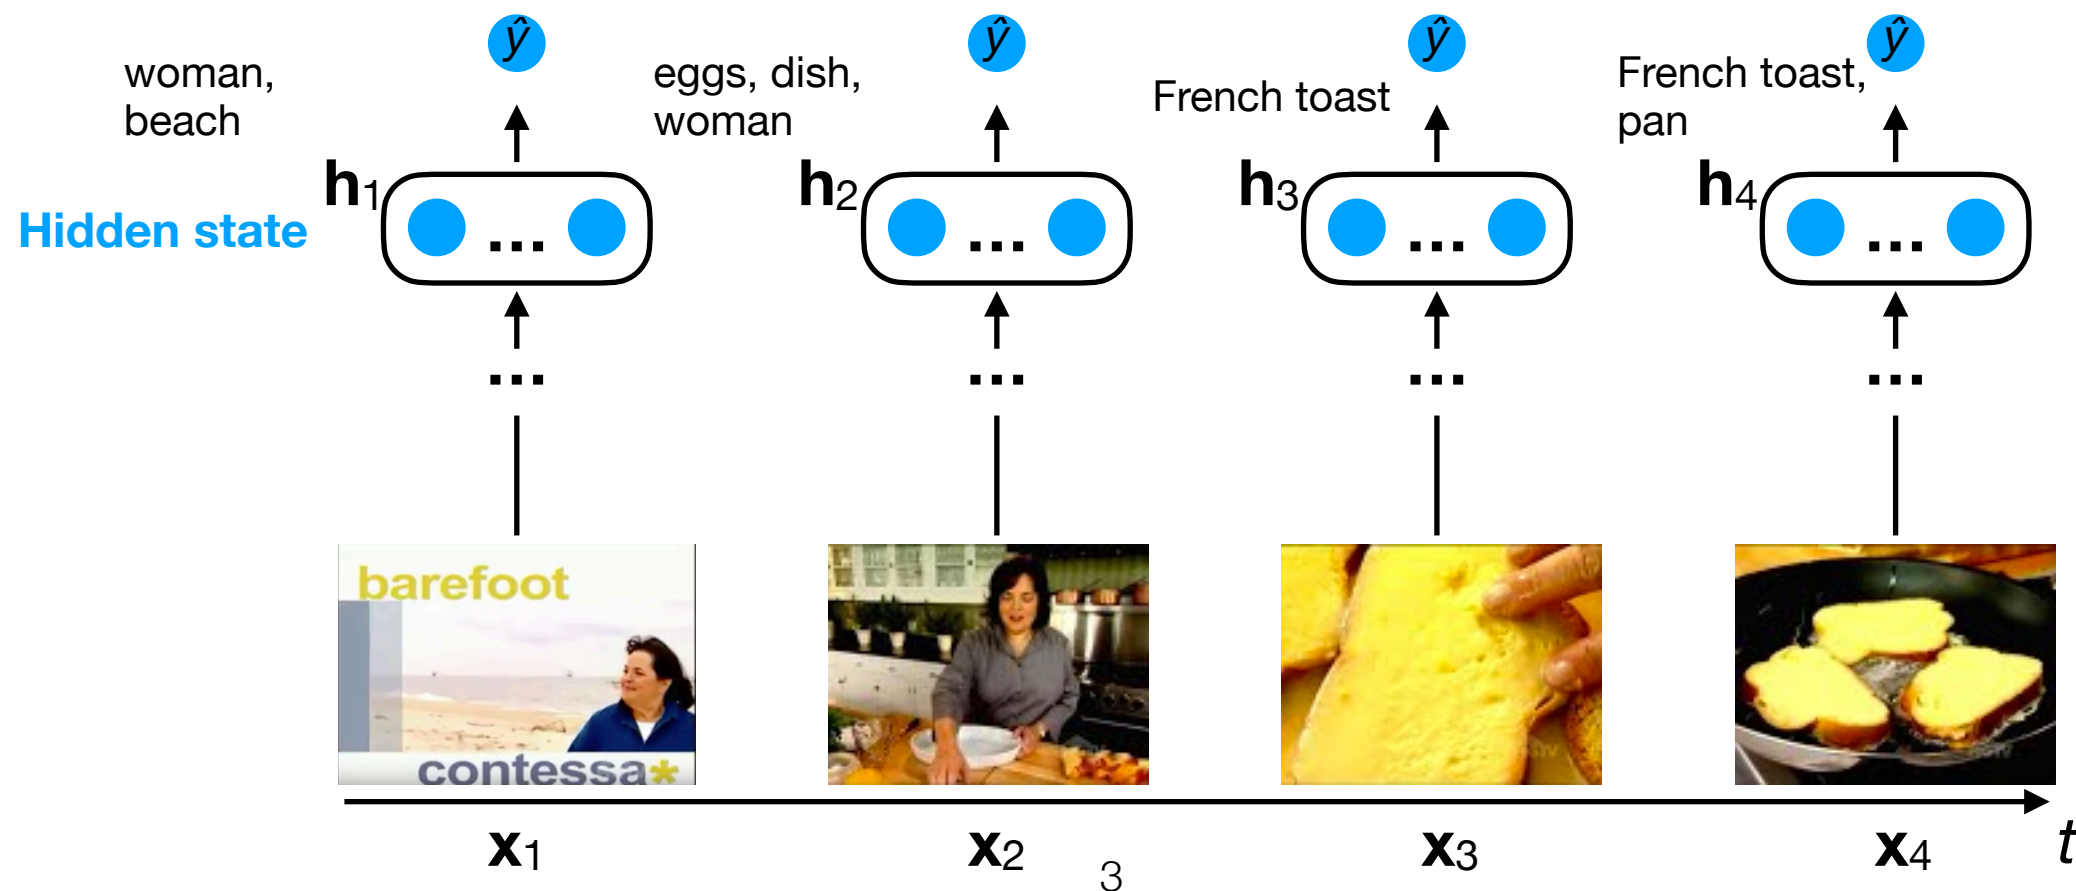 ŷ
ŷ
ŷ
ŷ
woman,
beach
eggs, dish,
woman
French toast
French toast,
pan
h1
h2
h3
h4
Hidden state
...
...
...
...
...
...
...
...
barefoot
contessa*
x1
x2
x3
x4
t
3